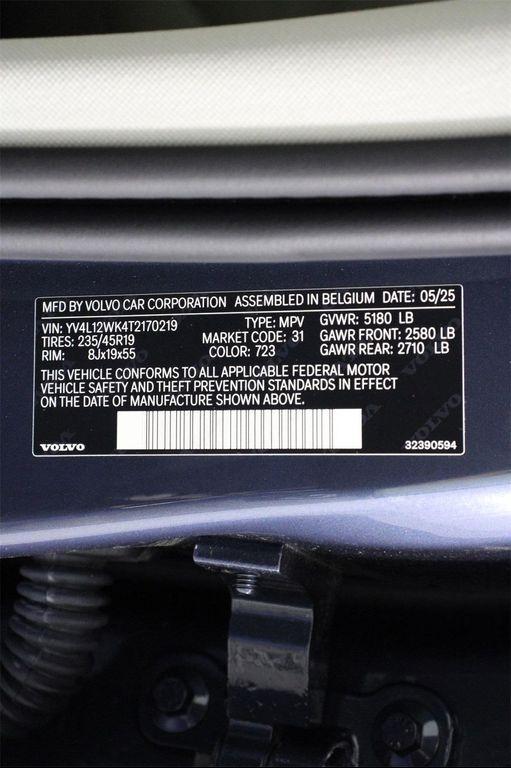 MFD BY VOLVO CAR CORPORATION ASSEMBLED IN BELGIUM DATE: 05/25
VIN: YV4L12WK4T2170219 TYPE: MPV GVWR: 5180 LB
TIRES: 235/45R19 MARKET CODE: 31 GAWR FRONT: 2580 LB
RIM: 8Jx19x55 COLOR: 723 GAWR REAR: 2710 LB
THIS VEHICLE CONFORMS TO ALL APPLICABLE FEDERAL MOTOR
VEHICLE SAFETY AND THEFT PREVENTION STANDARDS IN EFFECT
ON THE DATE OF MANUFACTURE SHOWN ABOVE.
VOLVO 32390594